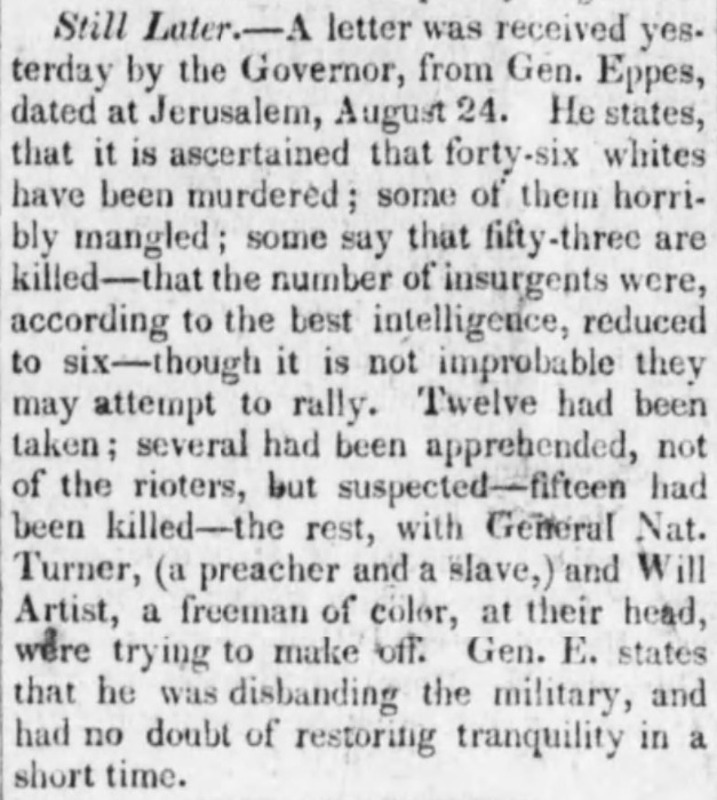 Still Later.—A letter was received yes-
terday by the Governor, from Gen. Eppes,
dated at Jerusalem, August 24. He states,
that it is ascertained that forty-six whites
have been murdered; some of them horri-
bly mangled; some say that fifty-three are
killed—that the number of insurgents were,
according to the best intelligence, reduced
to six—though it is not improbable they
may attempt to rally. Twelve had been
taken; several had been apprehended, not
of the rioters, but suspected—fifteen had
been killed—the rest, with General Nat.
Turner, (a preacher and a slave,) and Will
Artist, a freeman of color, at their head,
were trying to make off. Gen. E. states
that he was disbanding the military, and
had no doubt of restoring tranquility in a
short time.